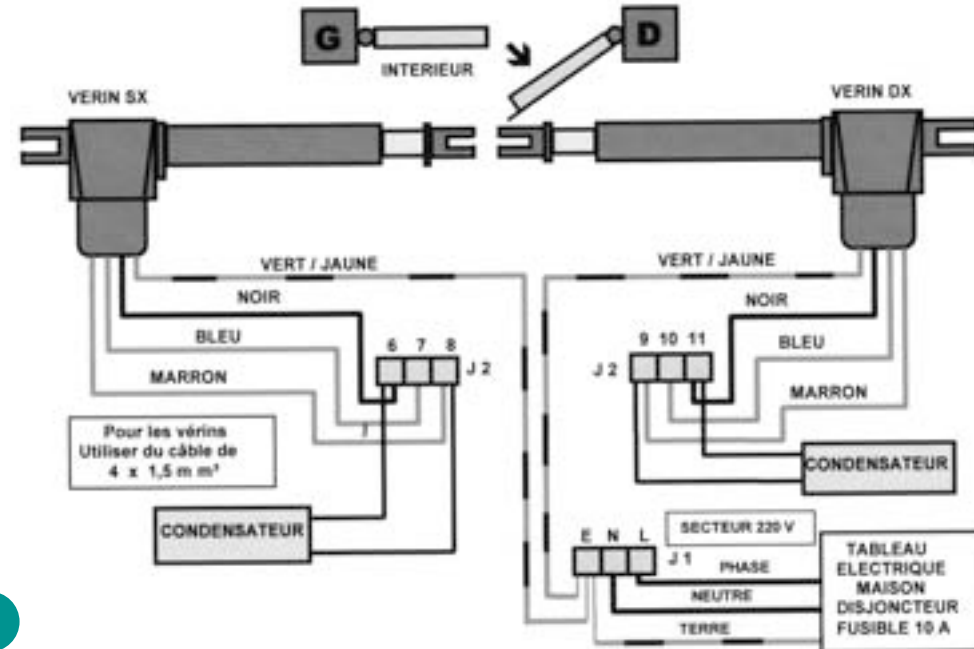 G
D
INTERIEUR
VERIN SX
VERIN DX
VERT / JAUNE
VERT / JAUNE
NOIR
NOIR
BLEU
6 7 8
J 2
9 10 11
J 2
BLEU
MARRON
MARRON
Pour les vérins
Utiliser du câble de
4 x 1,5 m m²
CONDENSATEUR
CONDENSATEUR
SECTEUR 220 V
E N L
J 1
PHASE
NEUTRE
TERRE
TABLEAU
ELECTRIQUE
MAISON
DISJONCTEUR
FUSIBLE 10 A